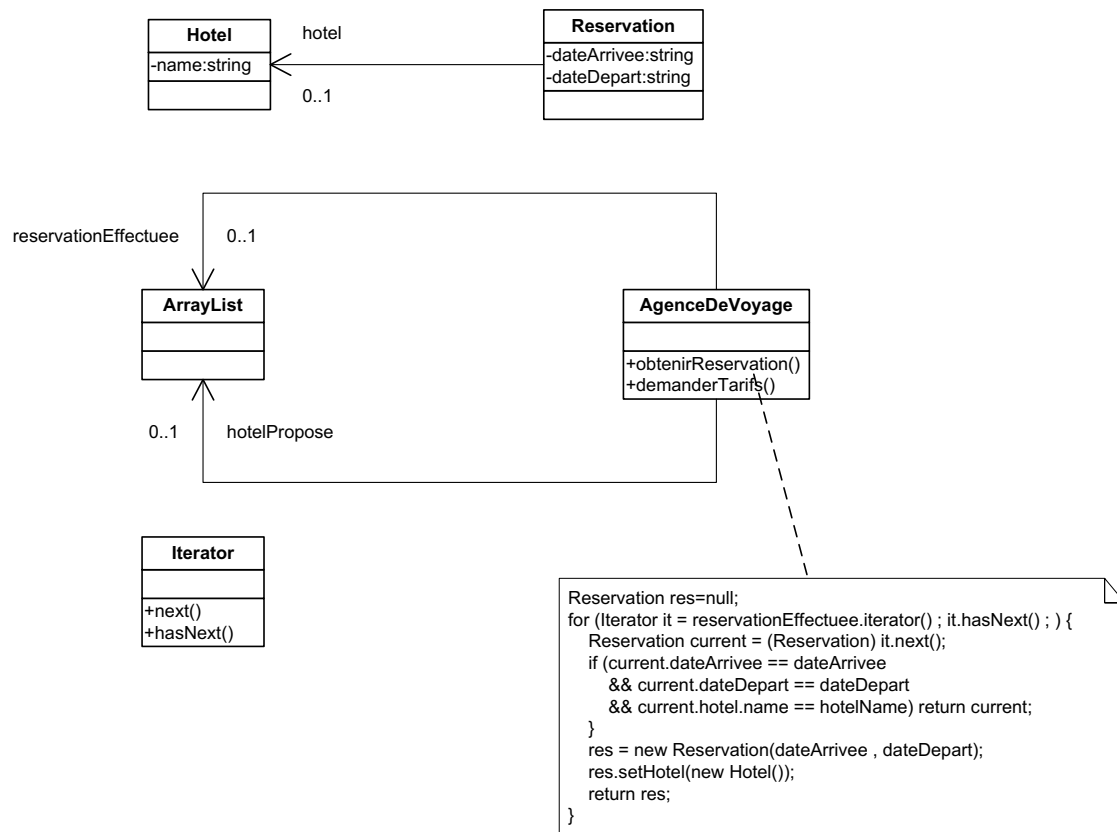 Hotel
-name:string
hotel
0..1
Reservation
-dateArrivee:string
-dateDepart:string
reservationEffectuee
0..1
ArrayList
0..1
hotelPropose
AgenceDeVoyage
+obtenirReservation()
+demanderTarifs()
Iterator
+next()
+hasNext()
Reservation res=null;
for (Iterator it = reservationEffectuee.iterator() ; it.hasNext() ; ) {
Reservation current = (Reservation) it.next();
if (current.dateArrivee == dateArrivee
&& current.dateDepart == dateDepart
&& current.hotel.name == hotelName) return current;
}
res = new Reservation(dateArrivee , dateDepart);
res.setHotel(new Hotel());
return res;
}